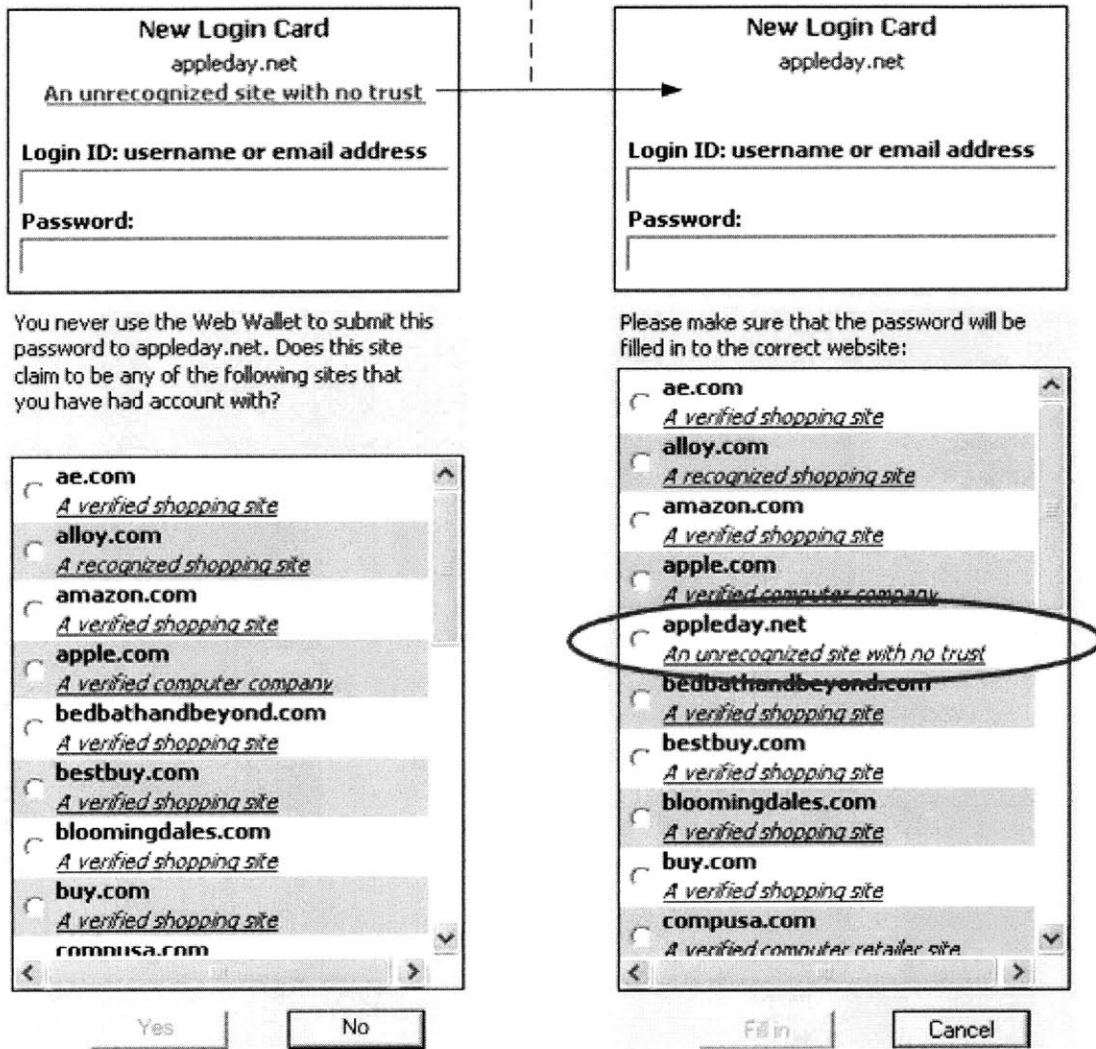 New Login Card
appleday.net
An unrecognized site with no trust
Login ID: username or email address
Password:
You never use the Web Wallet to submit this
password to appleday.net. Does this site
claim to be any of the following sites that
you have had account with?
ae.com
A verified shopping site
alloy.com
A recognized shopping site
amazon.com
A verified shopping site
apple.com
A verified computer company
bedbathandbeyond.com
A verified shopping site
bestbuy.com
A verified shopping site
bloomingdales.com
A verified shopping site
buy.com
A verified shopping site
compusa.com
Yes
No
New Login Card
appleday.net
Login ID: username or email address
Password:
Please make sure that the password will be
filled in to the correct website:
ae.com
A verified shopping site
alloy.com
A recognized shopping site
amazon.com
A verified shopping site
apple.com
A verified computer company
appleday.net
An unrecognized site with no trust
bedbathandbeyond.com
A verified shopping site
bestbuy.com
A verified shopping site
bloomingdales.com
A verified shopping site
buy.com
A verified shopping site
compusa.com
A verified computer retailer site
Fill in
Cancel